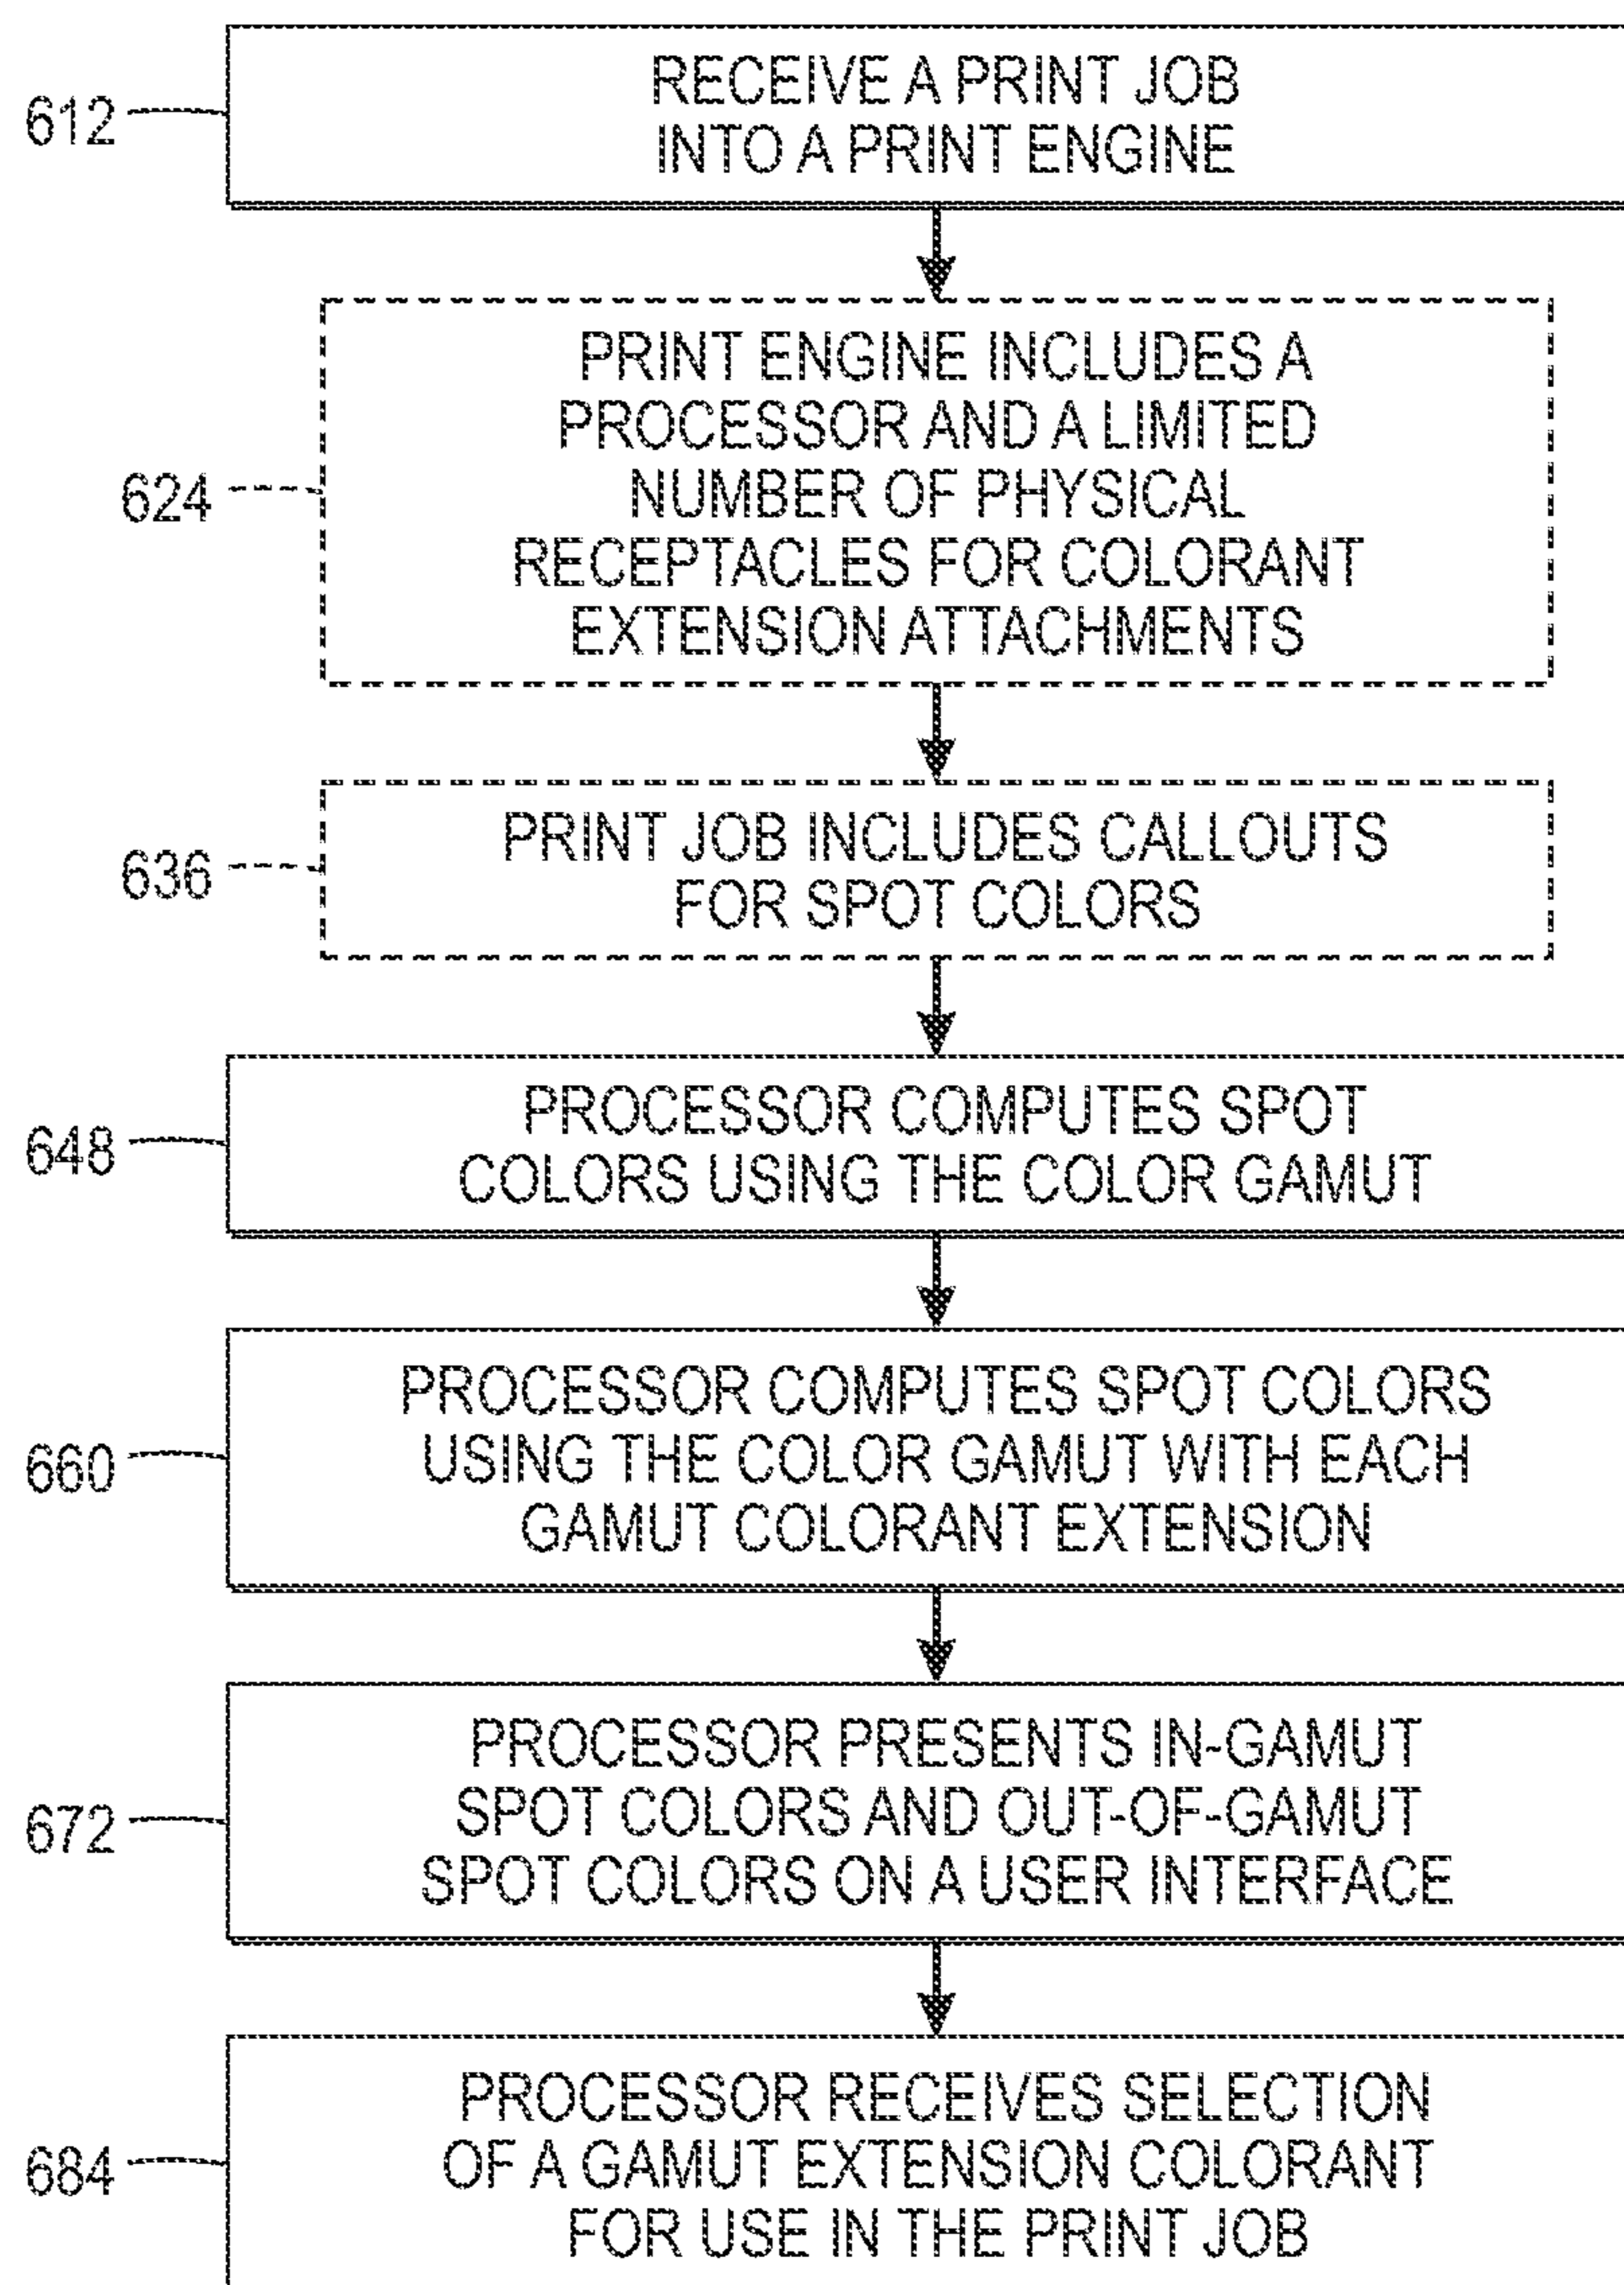 612
RECEIVE A PRINT JOB
INTO A PRINT ENGINE
624
PRINT ENGINE INCLUDES A
PROCESSOR AND A LIMITED
NUMBER OF PHYSICAL
RECEPTACLES FOR COLORANT
EXTENSION ATTACHMENTS
636
PRINT JOB INCLUDES CALLOUTS
FOR SPOT COLORS
648
PROCESSOR COMPUTES SPOT
COLORS USING THE COLOR GAMUT
660
PROCESSOR COMPUTES SPOT COLORS
USING THE COLOR GAMUT WITH EACH
GAMUT COLORANT EXTENSION
672
PROCESSOR PRESENTS IN-GAMUT
SPOT COLORS AND OUT-OF-GAMUT
SPOT COLORS ON A USER INTERFACE
684
PROCESSOR RECEIVES SELECTION
OF A GAMUT EXTENSION COLORANT
FOR USE IN THE PRINT JOB